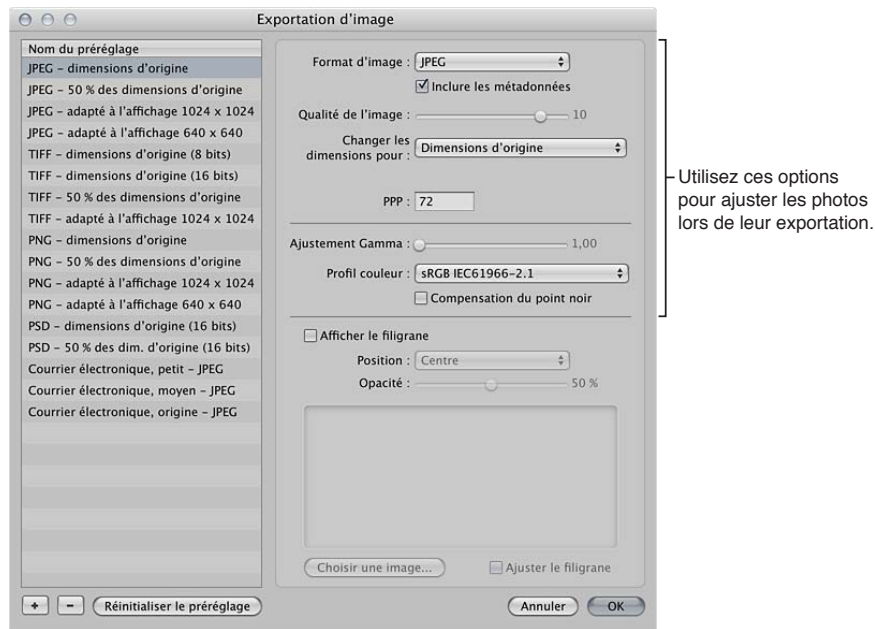 Exportation d'image
Nom du préréglage
JPEG – dimensions d'origine
JPEG – 50 % des dimensions d'origine
JPEG – adapté à l'affichage 1024 x 1024
JPEG – adapté à l'affichage 640 x 640
TIFF – dimensions d'origine (8 bits)
TIFF – dimensions d'origine (16 bits)
TIFF – 50 % des dimensions d'origine
TIFF – adapté à l'affichage 1024 x 1024
PNG – dimensions d'origine
PNG – 50 % des dimensions d'origine
PNG – adapté à l'affichage 1024 x 1024
PNG – adapté à l'affichage 640 x 640
PSD – dimensions d'origine (16 bits)
PSD – 50 % des dim. d'origine (16 bits)
Courrier électronique, petit – JPEG
Courrier électronique, moyen – JPEG
Courrier électronique, origine – JPEG
+ – Réinitialiser le préréglage
Format d'image : JPEG
Inclure les métadonnées
Qualité de l'image : 10
Changer les
dimensions pour : Dimensions d'origine
PPP : 72
Ajustement Gamma : 1,00
Profil couleur : sRGB IEC61966-2.1
Compensation du point noir
Afficher le filigrane
Position : Centre
Opacité : 50 %
Choisir une image... Ajuster le filigrane
Annuler OK
Utilisez ces options
pour ajuster les photos
lors de leur exportation.